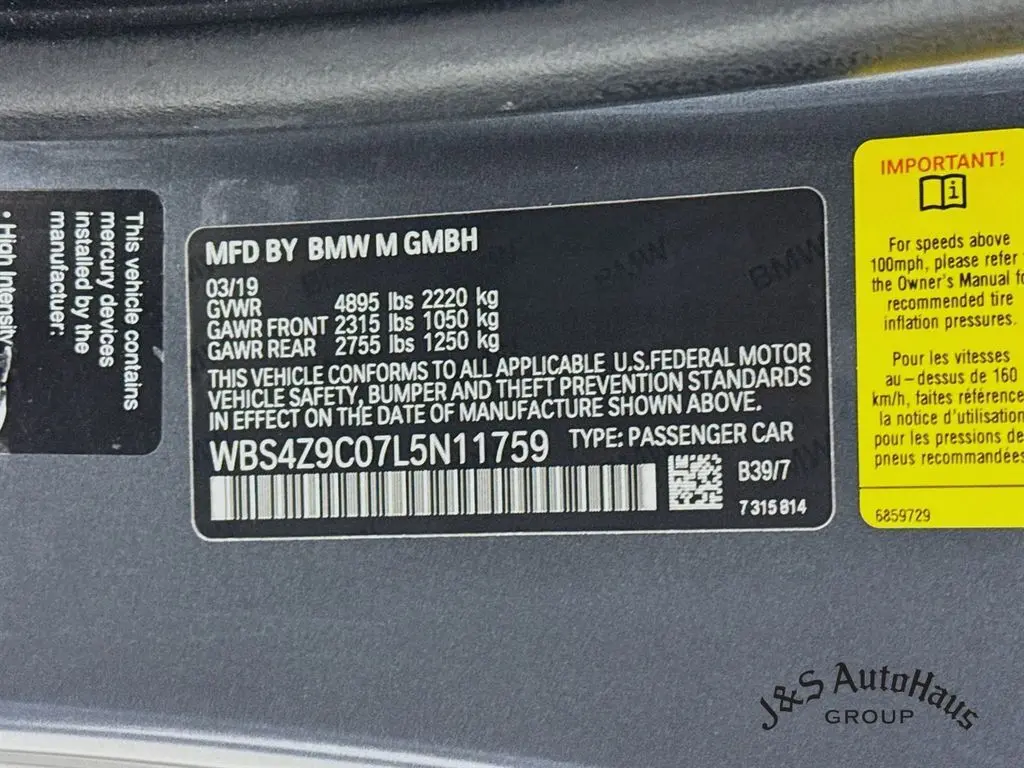 This vehicle contains
mercury devices
installed by the
manufactuer:
• High Intensity
MFD BY BMW M GMBH
03/19
GVWR 4895 lbs 2220 kg
GAWR FRONT 2315 lbs 1050 kg
GAWR REAR 2755 lbs 1250 kg
THIS VEHICLE CONFORMS TO ALL APPLICABLE U.S.FEDERAL MOTOR
VEHICLE SAFETY, BUMPER AND THEFT PREVENTION STANDARDS
IN EFFECT ON THE DATE OF MANUFACTURE SHOWN ABOVE.
WBS4Z9C07L5N11759 TYPE: PASSENGER CAR
B39/7
7315814
IMPORTANT!
For speeds above
100mph, please refer
the Owner's Manual fo
recommended tire
inflation pressures.
Pour les vitesses
au-dessus de 160
km/h, faites référence
la notice d'utilisation
pour les pressions de
pneus recommandées
6859729
J&S AutoHaus
GROUP